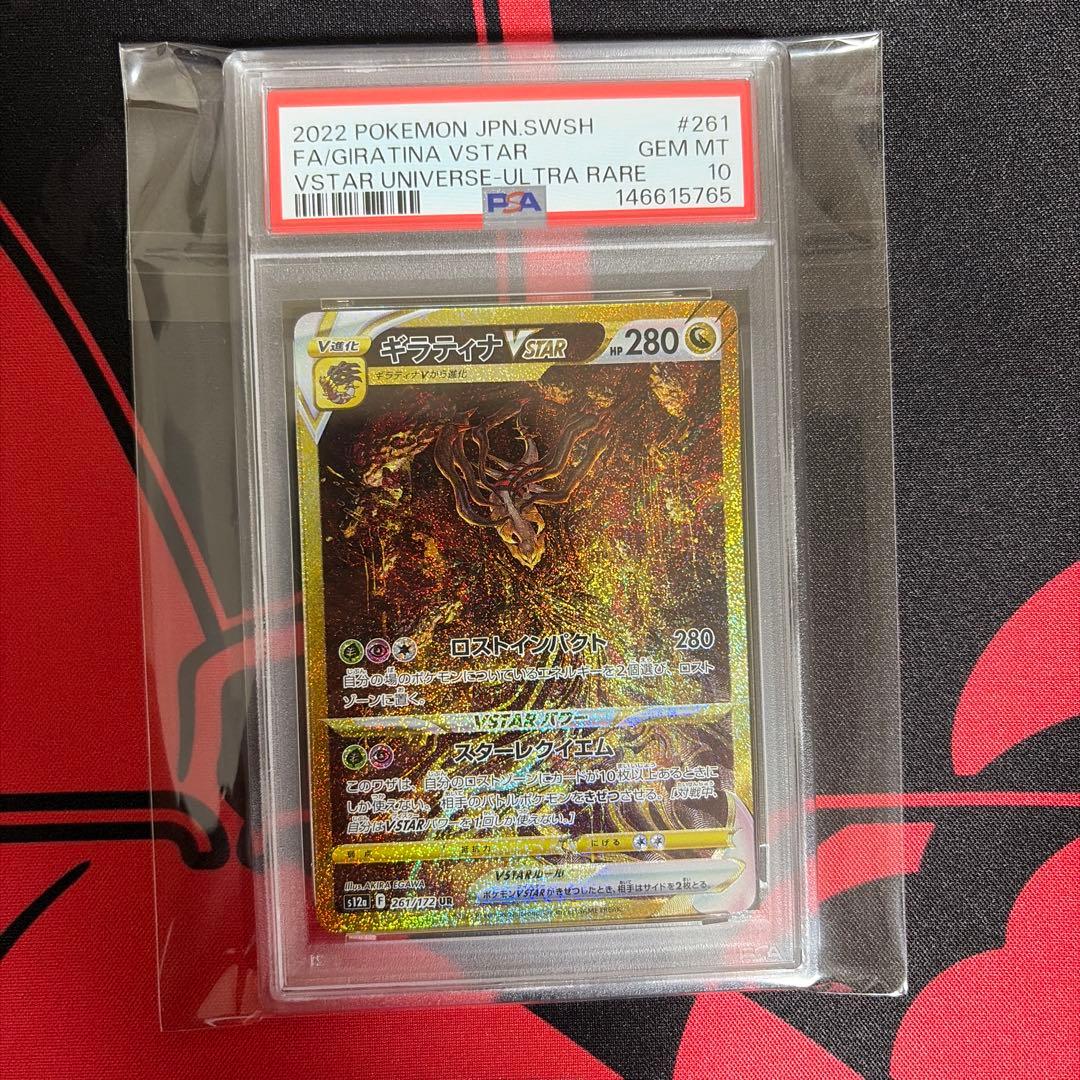 2022 POKEMON JPN.SWSH #261
FA/GIRATINA VSTAR GEM MT
VSTAR UNIVERSE-ULTRA RARE 10
PSA 146615765
V進化 ギラティナVSTAR HP 280
ギラティナVから進化
ロストインパクト 280
自分の場のポケモンについているエネルギーを2個選び、ロスト
ゾーンに置く。
VSTARパワー
スターレクイエム
このワザは、自分のロストゾーンにカードが10枚以上あるときに
しか使えない。相手のバトルポケモンをきぜつさせる。[対戦中、
自分はVSTARパワーを1回しか使えない。]
弱点 抵抗力 にげる
VSTARルール
ポケモンVSTARがきぜつしたとき、相手はサイドを2枚とる。
Illus. AKIRA EGAWA
s12a F 261/172 UR